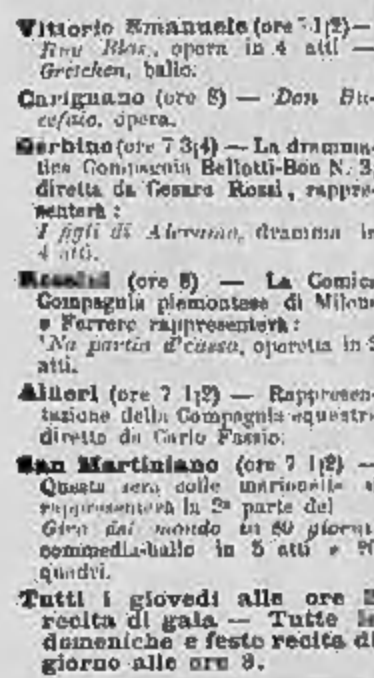 Vittorio Emanuele (ore 7 1|2) —
Ruy Blas, opera in 4 atti —
Gretchen, ballo.
Carignano (ore 8) — Don Bu-
cefalo, opera.
Gerbino (ore 7 3|4) — La dramma-
tica Compagnia Bellotti-Bon N. 3,
diretta da Cesare Rossi, rappre-
senterà:
I figli di Aleramo, dramma in
4 atti.
Rossini (ore 8) — La Comica
Compagnia piemontese di Milone
e Ferrero rappresenterà:
'Na partia d'cassa, operetta in
atti.
Alfieri (ore 7 1|2) — Rappresen-
tazione della Compagnia equestre
diretta da Carlo Fassio.
San Martiniano (ore 7 1|2) —
Questa sera colle marionette si
rappresenterà la 2ª parte del
Giro del mondo in 80 giorni,
commedia-ballo in 5 atti e
quadri.
Tutti i giovedì alle ore
recita di gala — Tutte le
domeniche e feste recita di
giorno alle ore 3.